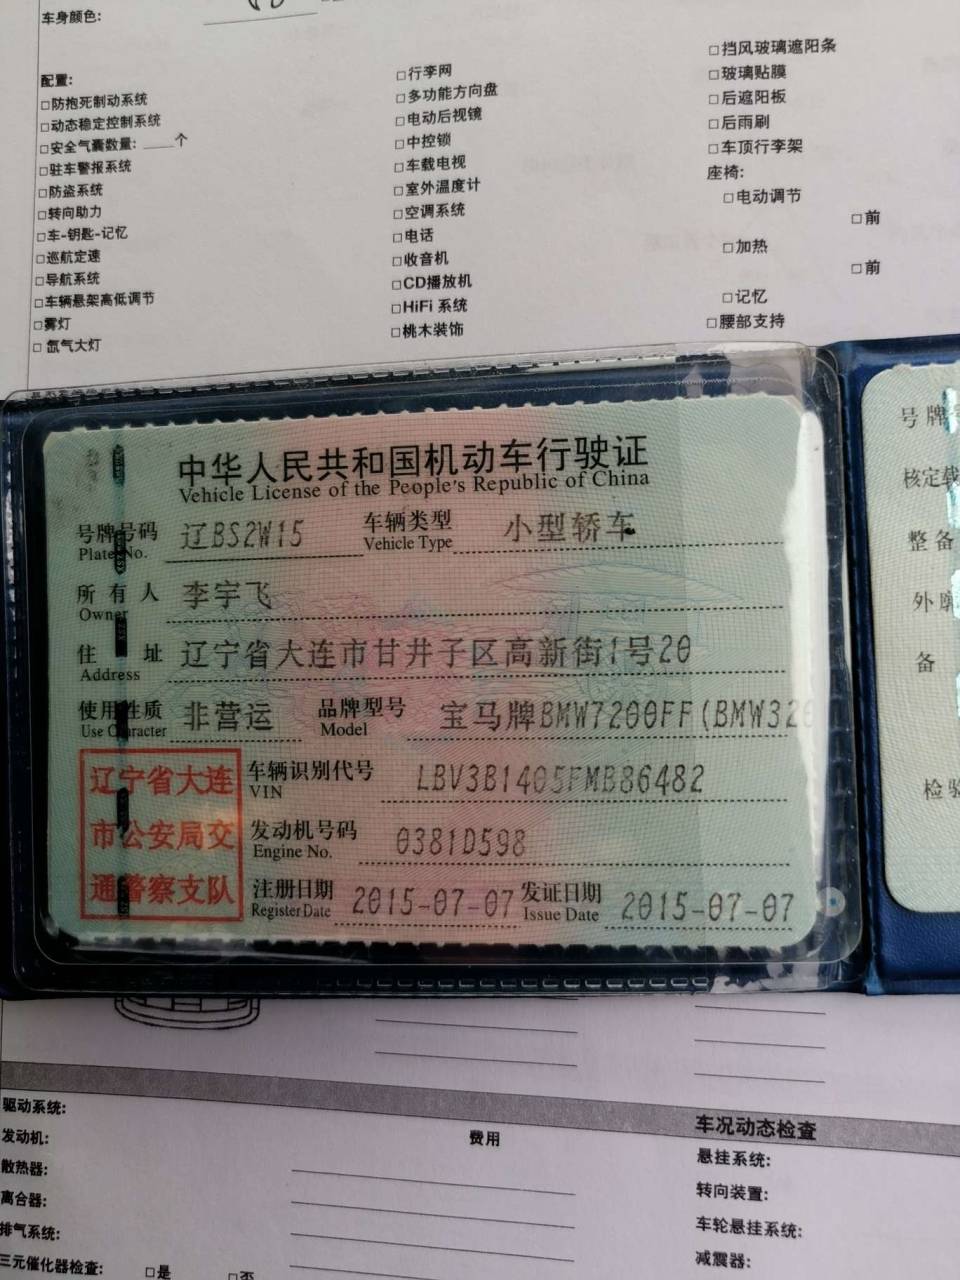 车身颜色:
配置:
□防抱死制动系统
□动态稳定控制系统
□安全气囊数量: ____个
□驻车警报系统
□防盗系统
□转向助力
□车-钥匙-记忆
□巡航定速
□导航系统
□车辆悬架高低调节
□雾灯
□氙气大灯
□行李网
□多功能方向盘
□电动后视镜
□中控锁
□车载电视
□室外温度计
□空调系统
□电话
□收音机
□CD播放机
□HiFi 系统
□桃木装饰
□挡风玻璃遮阳条
□玻璃贴膜
□后遮阳板
□后雨刷
□车顶行李架
座椅:
□电动调节
□前
□加热
□前
□记忆
□腰部支持
中华人民共和国机动车行驶证
Vehicle License of the People's Republic of China
号牌号码 辽BS2W15 车辆类型 小型轿车
Plate No. Vehicle Type
所有人 李宇飞
Owner
住址 辽宁省大连市甘井子区高新街1号20
Address
使用性质 非营运 品牌型号 宝马牌BMW7200FF(BMW320
Use Character Model
辽宁省大连
市公安局交
通警察支队
车辆识别代号 LBV3B1405FMB86482
VIN
发动机号码 0381D598
Engine No.
注册日期 2015-07-07 发证日期 2015-07-07
Register Date Issue Date
号牌
核定载
整备
外廓
备
检验
驱动系统:
发动机:
散热器:
离合器:
排气系统:
三元催化器检查: □是 □否
费用
车况动态检查
悬挂系统:
转向装置:
车轮悬挂系统:
减震器: